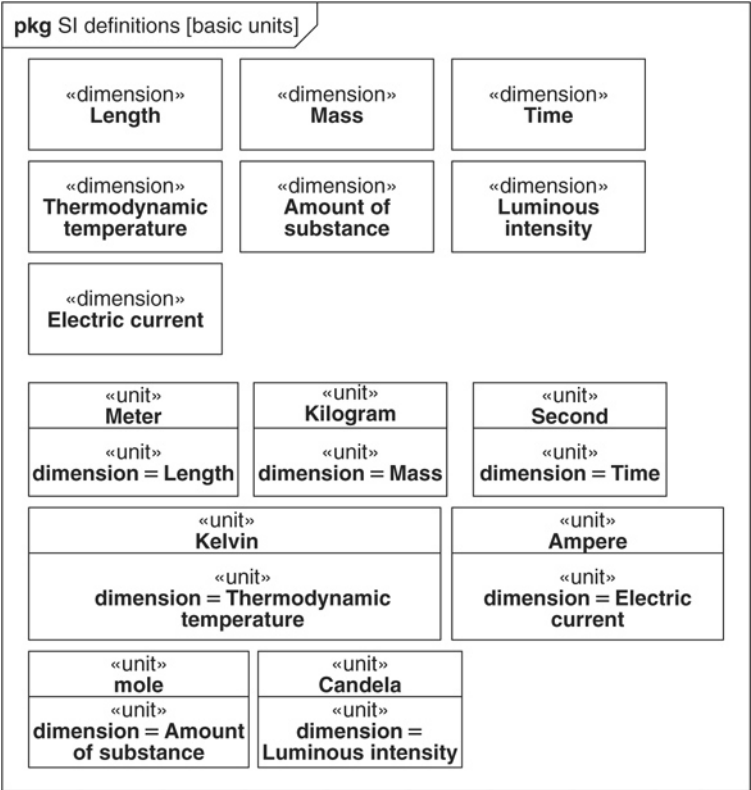 pkg SI definitions [basic units]
«dimension»
Length
«dimension»
Mass
«dimension»
Time
«dimension»
Thermodynamic
temperature
«dimension»
Amount of
substance
«dimension»
Luminous
intensity
«dimension»
Electric current
«unit»
Meter
«unit»
dimension = Length
«unit»
Kilogram
«unit»
dimension = Mass
«unit»
Second
«unit»
dimension = Time
«unit»
Kelvin
«unit»
dimension = Thermodynamic
temperature
«unit»
Ampere
«unit»
dimension = Electric
current
«unit»
mole
«unit»
dimension = Amount
of substance
«unit»
Candela
«unit»
dimension =
Luminous intensity